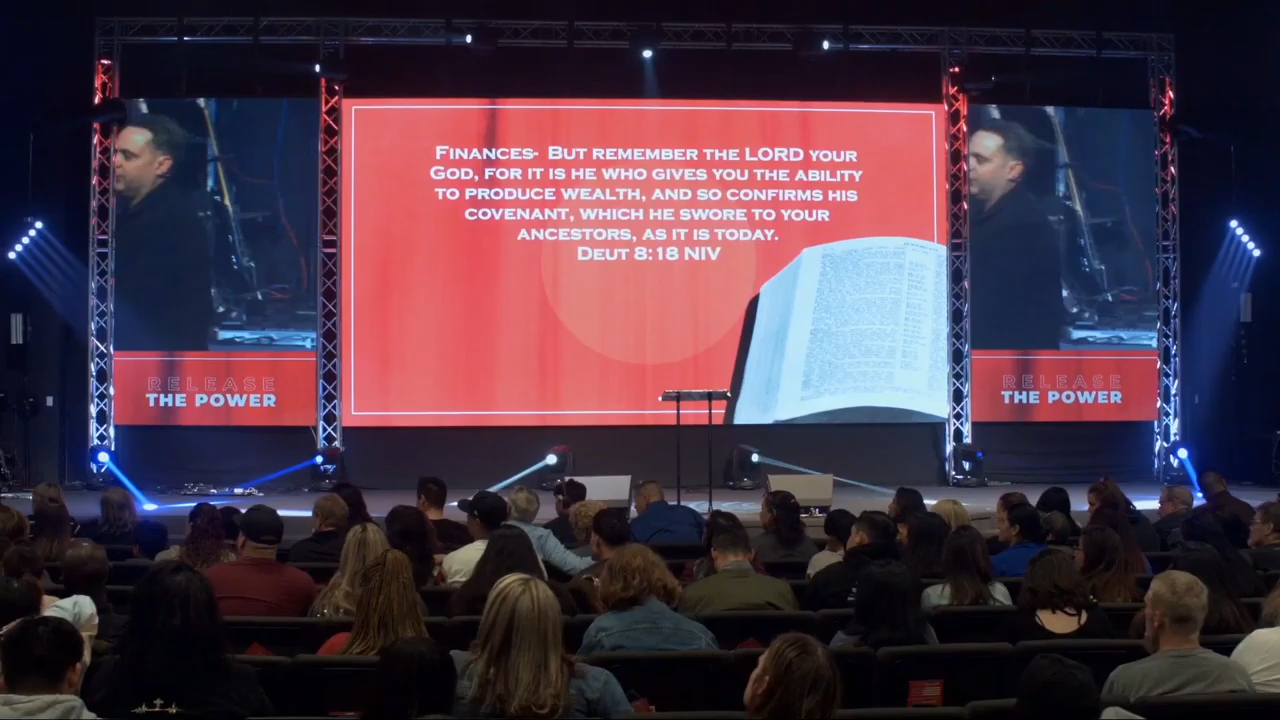 FINANCES- BUT REMEMBER THE LORD YOUR
GOD, FOR IT IS HE WHO GIVES YOU THE ABILITY
TO PRODUCE WEALTH, AND SO CONFIRMS HIS
COVENANT, WHICH HE SWORE TO YOUR
ANCESTORS, AS IT IS TODAY.
DEUT 8:18 NIV
RELEASE
THE POWER
RELEASE
THE POWER